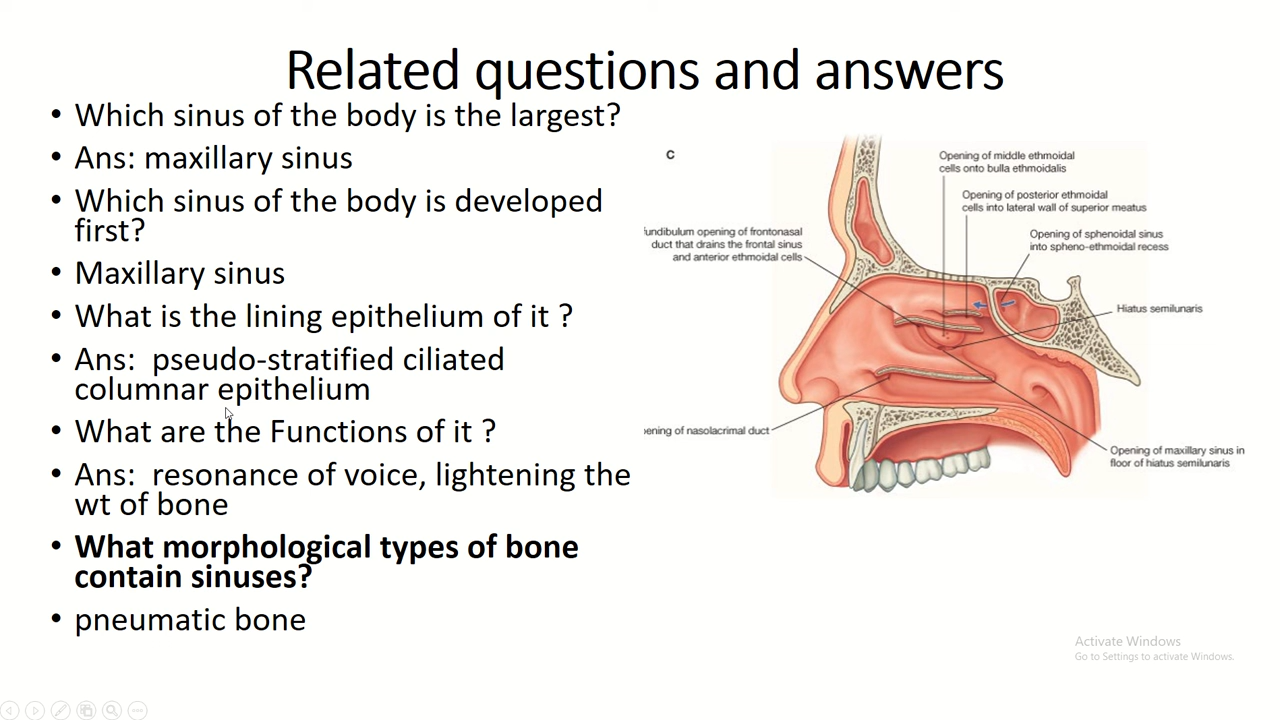 Related questions and answers
• Which sinus of the body is the largest?
• Ans: maxillary sinus
• Which sinus of the body is developed
first?
• Maxillary sinus
• What is the lining epithelium of it ?
• Ans:  pseudo-stratified ciliated
columnar epithelium
• What are the Functions of it ?
• Ans:  resonance of voice, lightening the
wt of bone
• What morphological types of bone
contain sinuses?
• pneumatic bone
C
Opening of middle ethmoidal
cells onto bulla ethmoidalis
Opening of posterior ethmoidal
cells into lateral wall of superior meatus
Opening of sphenoidal sinus
into spheno-ethmoidal recess
Hiatus semilunaris
Opening of maxillary sinus in
floor of hiatus semilunaris
undibulum opening of frontonasal
duct that drains the frontal sinus
and anterior ethmoidal cells
ening of nasolacrimal duct
Activate Windows
Go to Settings to activate Windows.